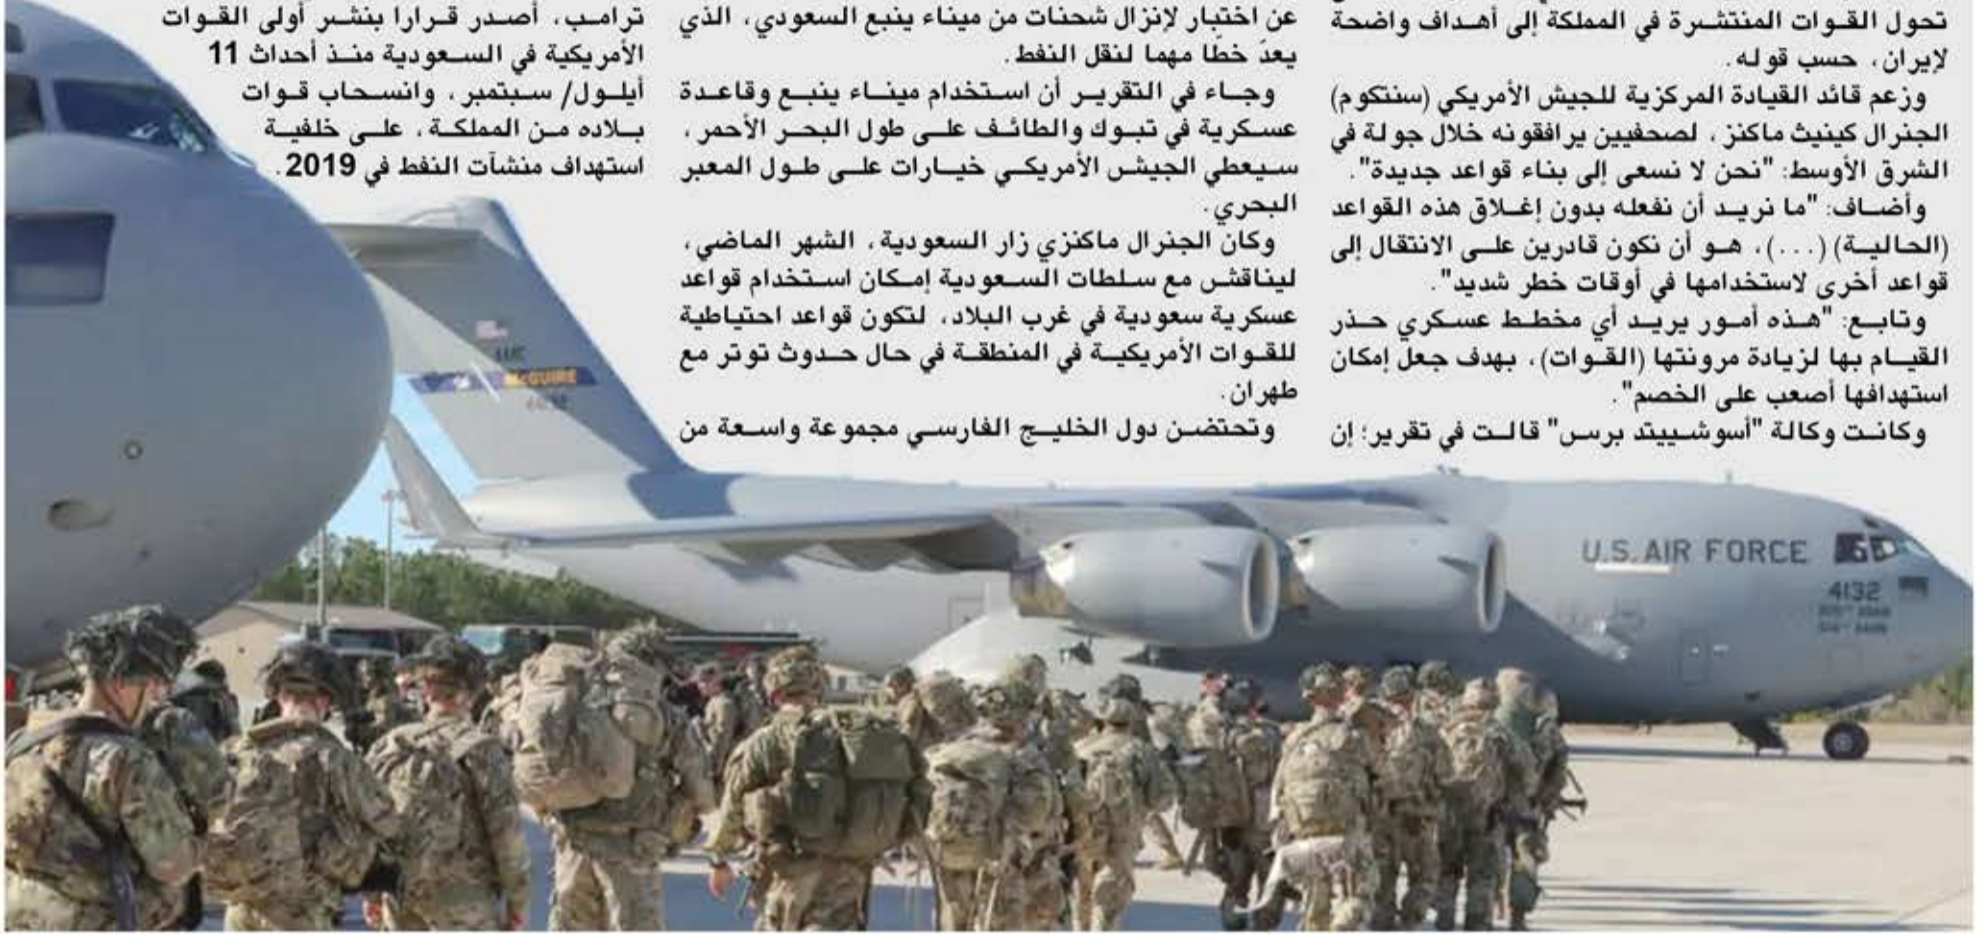 تحول القوات المنتشرة في المملكة إلى أهداف واضحة
لإيران، حسب قوله.
وزعم قائد القيادة المركزية للجيش الأمريكي (سنتكوم)
الجنرال كينيث ماكنز، لصحفيين يرافقونه خلال جولة في
الشرق الأوسط: "نحن لا نسعى إلى بناء قواعد جديدة".
وأضاف: "ما نريد أن نفعله بدون إغلاق هذه القواعد
(الحالية) (...)، هو أن نكون قادرين على الانتقال إلى
قواعد أخرى لاستخدامها في أوقات خطر شديد".
وتابع: "هذه أمور يريد أي مخطط عسكري حذر
القيام بها لزيادة مرونتها (القوات)، بهدف جعل إمكان
استهدافها أصعب على الخصم".
وكانت وكالة "أسوشييتد برس" قالت في تقرير؛ إن
عن اختبار لإنزال شحنات من ميناء ينبع السعودي، الذي
يعدّ خطّا مهما لنقل النفط.
وجاء في التقرير أن استخدام ميناء ينبع وقاعدة
عسكرية في تبوك والطائف على طول البحر الأحمر،
سيعطي الجيش الأمريكي خيارات على طول المعبر
البحري.
وكان الجنرال ماكنزي زار السعودية، الشهر الماضي،
ليناقش مع سلطات السعودية إمكان استخدام قواعد
عسكرية سعودية في غرب البلاد، لتكون قواعد احتياطية
للقوات الأمريكية في المنطقة في حال حدوث توتر مع
طهران.
وتحتضن دول الخليج الفارسي مجموعة واسعة من
ترامب، أصدر قرارا بنشر أولى القوات
الأمريكية في السعودية منذ أحداث 11
أيلول/ سبتمبر، وانسحاب قوات
بلاده من المملكة، على خلفية
استهداف منشآت النفط في 2019.
McGUIRE
U.S. AIR FORCE
4132